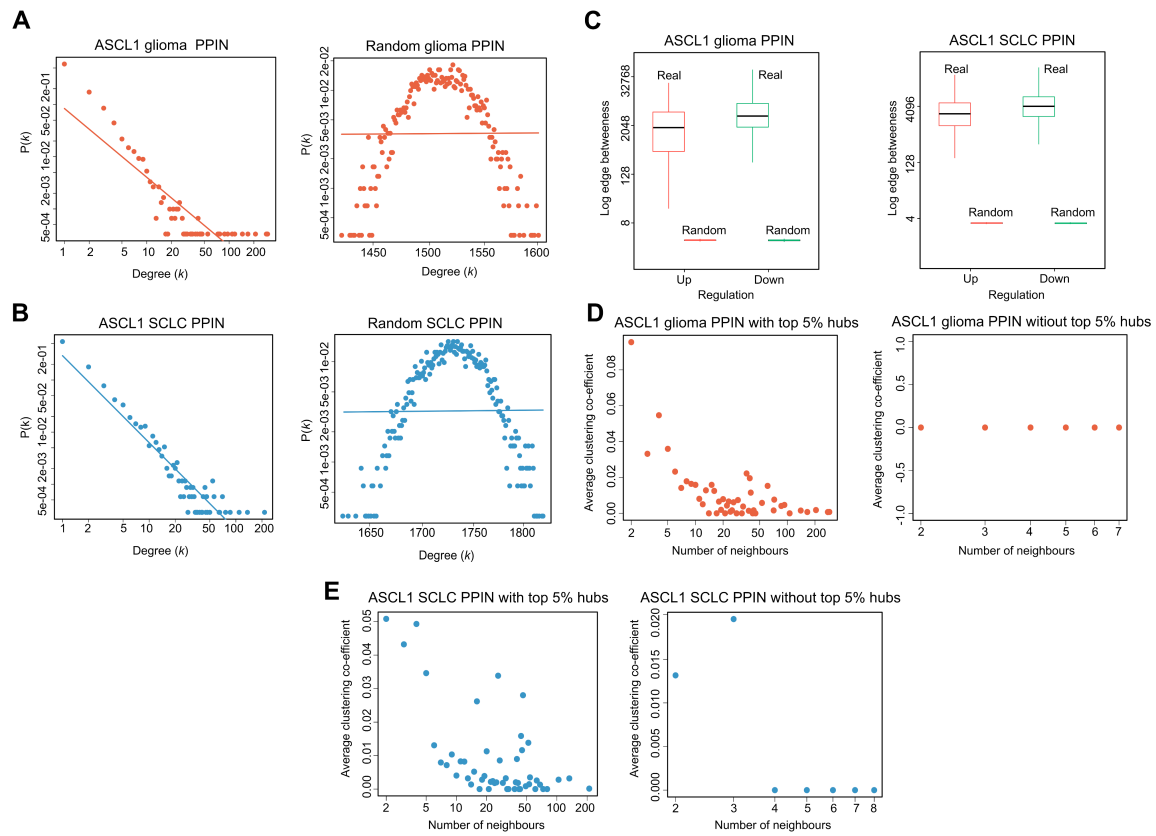 A
ASCL1 glioma PPIN
P(k)
5e-04 2e-03 1e-02 5e-02 2e-01
1 2 5 10 20 50 100 200
Degree (k)
Random glioma PPIN
P(k)
5e-04 1e-03 2e-03 5e-03 1e-03 2e-02
1450 1500 1550 1600
Degree (k)
B
ASCL1 SCLC PPIN
P(k)
5e-04 2e-03 1e-02 5e-02 2e-01
1 2 5 10 20 50 100 200
Degree (k)
Random SCLC PPIN
P(k)
5e-04 1e-03 2e-03 5e-03 1e-02
1650 1700 1750 1800
Degree (k)
C
ASCL1 glioma PPIN
Log edge betweeness
8 128 2048 32768
Real
Real
Random
Random
Up Down
Regulation
ASCL1 SCLC PPIN
Log edge betweeness
4 128 4096
Real
Real
Random
Random
Up Down
Regulation
D
ASCL1 glioma PPIN with top 5% hubs
Average clustering co-efficient
0.00 0.02 0.04 0.06 0.08
2 5 10 20 50 100 200
Number of neighbours
ASCL1 glioma PPIN witiout top 5% hubs
Average clustering co-efficient
-1.0 -0.5 0.0 0.5 1.0
2 3 4 5 6 7
Number of neighbours
E
ASCL1 SCLC PPIN with top 5% hubs
Average clustering co-efficient
0.00 0.01 0.02 0.03 0.04 0.05
2 5 10 20 50 100 200
Number of neighbours
ASCL1 SCLC PPIN without top 5% hubs
Average clustering co-efficient
0.000 0.005 0.010 0.015 0.020
2 3 4 5 6 7 8
Number of neighbours